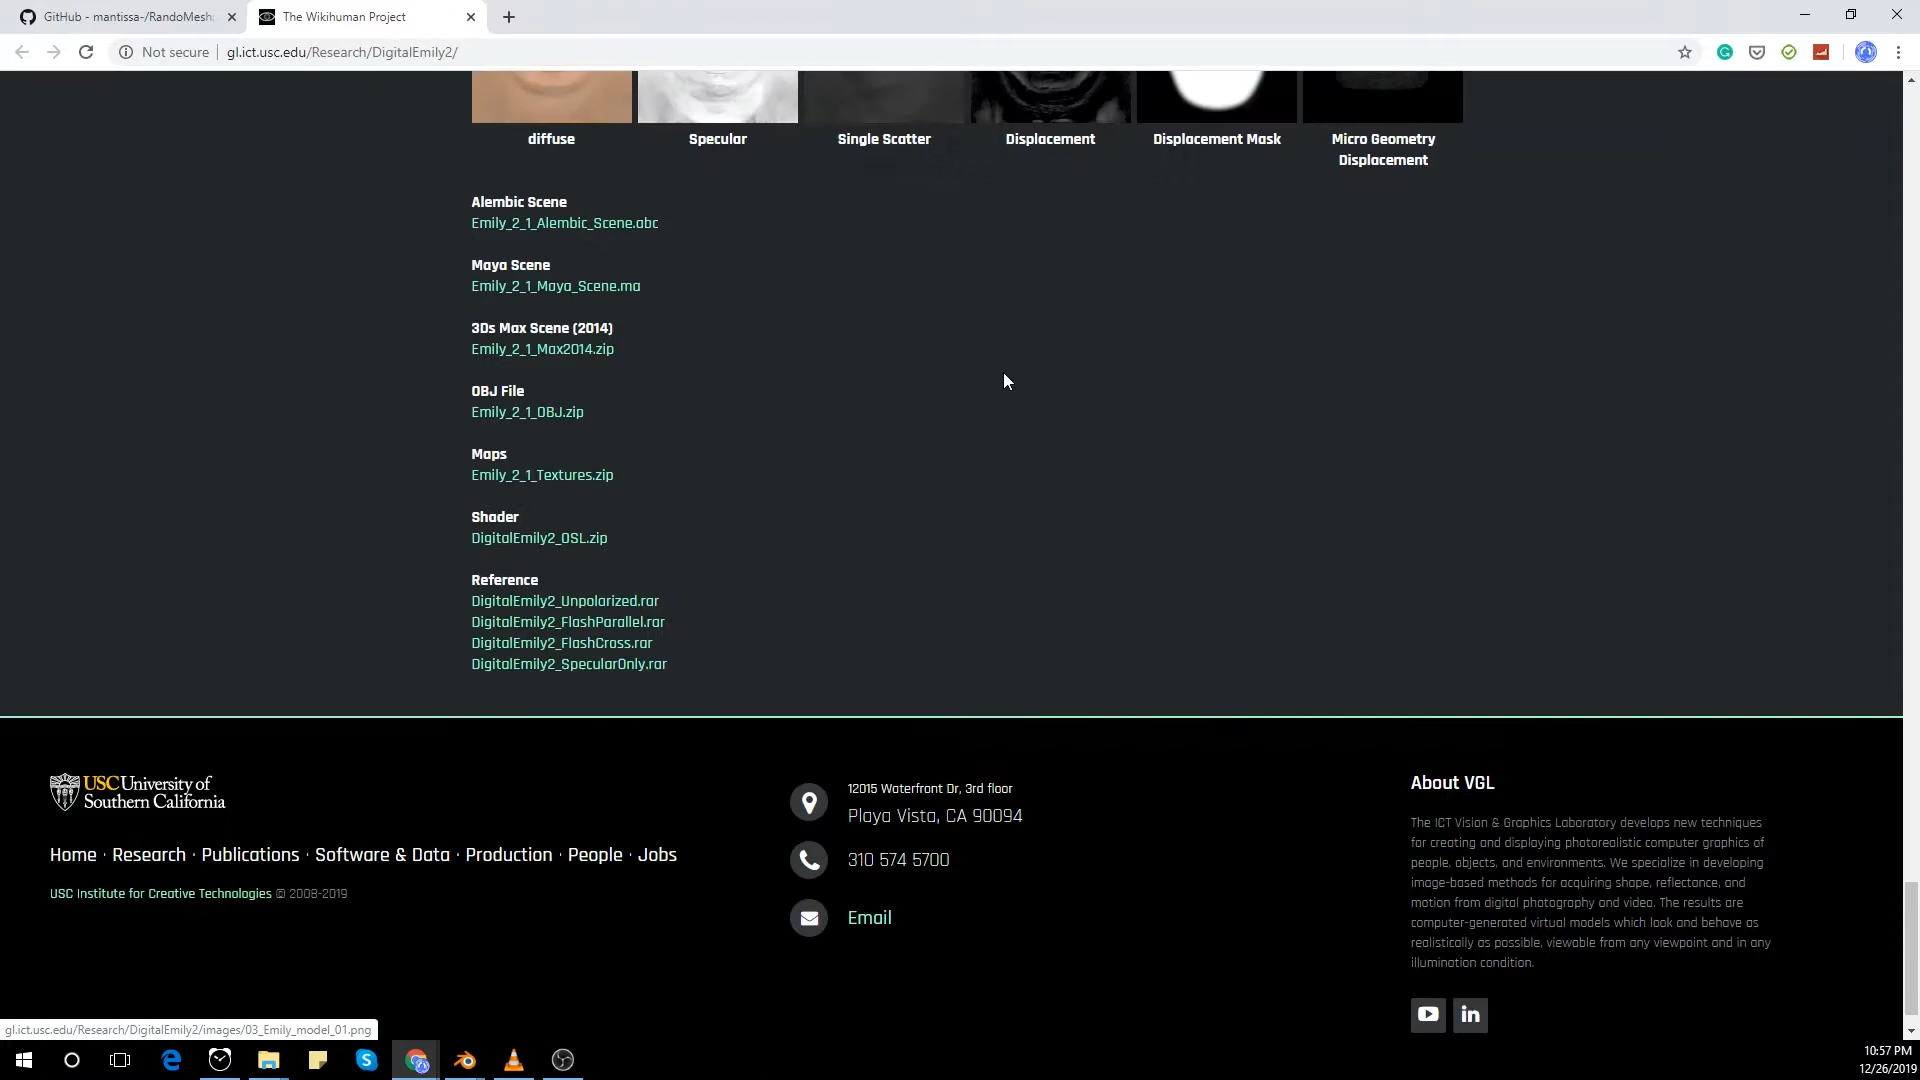 GitHub - mantissa-/RandoMesh:
The Wikihuman Project
Not secure
gl.ict.usc.edu/Research/DigitalEmily2/
diffuse
Specular
Single Scatter
Displacement
Displacement Mask
Micro Geometry
Displacement
Alembic Scene
Emily_2_1_Alembic_Scene.abc
Maya Scene
Emily_2_1_Maya_Scene.ma
3Ds Max Scene (2014)
Emily_2_1_Max2014.zip
OBJ File
Emily_2_1_OBJ.zip
Maps
Emily_2_1_Textures.zip
Shader
DigitalEmily2_OSL.zip
Reference
DigitalEmily2_Unpolarized.rar
DigitalEmily2_FlashParallel.rar
DigitalEmily2_FlashCross.rar
DigitalEmily2_SpecularOnly.rar
USC University of
Southern California
Home · Research · Publications · Software & Data · Production · People · Jobs
USC Institute for Creative Technologies © 2008-2019
12015 Waterfront Dr, 3rd floor
Playa Vista, CA 90094
310 574 5700
Email
About VGL
The ICT Vision & Graphics Laboratory develops new techniques
for creating and displaying photorealistic computer graphics of
people, objects, and environments. We specialize in developing
image-based methods for acquiring shape, reflectance, and
motion from digital photography and video. The results are
computer-generated virtual models which look and behave as
realistically as possible, viewable from any viewpoint and in any
illumination condition.
gl.ict.usc.edu/Research/DigitalEmily2/images/03_Emily_model_01.png
10:57 PM
12/26/2019